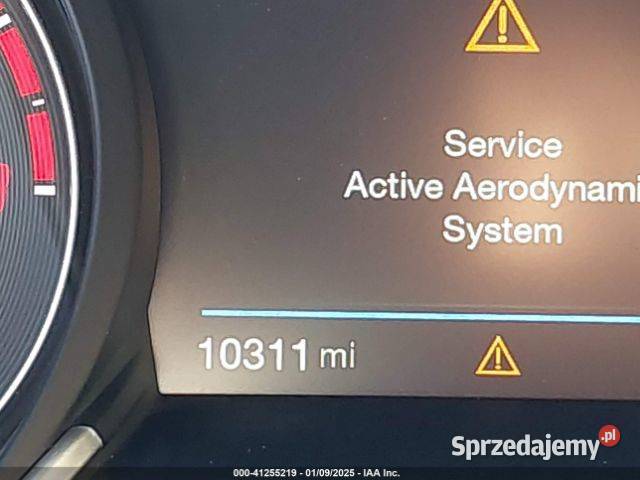 Service
Active Aerodynami
System
10311 mi
Sprzedajemy.pl
000-41255219 - 01/09/2025 - IAA Inc.